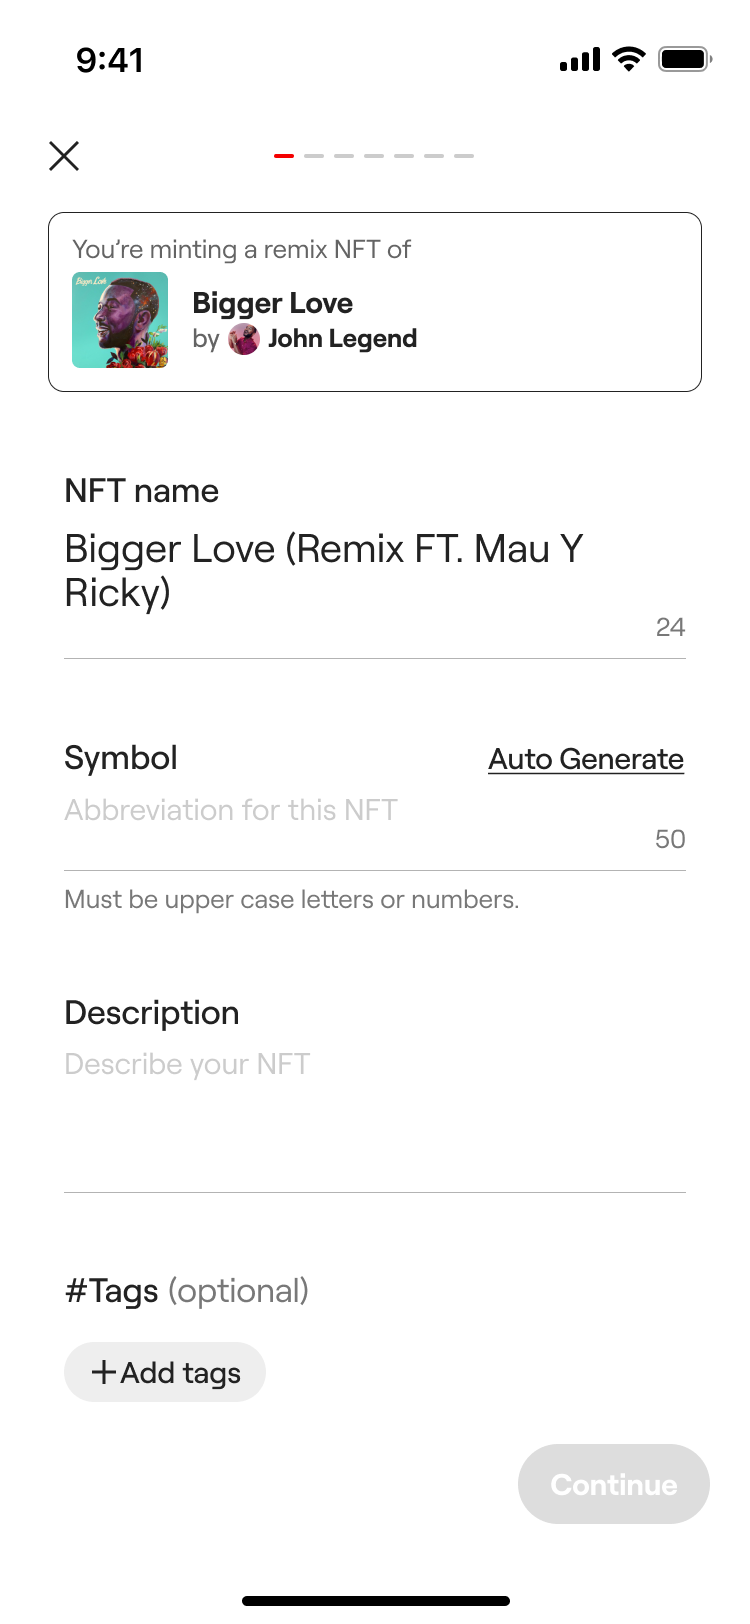 9:41
You’re minting a remix NFT of
Bigger Love
Bigger Love
by John Legend
NFT name
Bigger Love (Remix FT. Mau Y
Ricky)
24
Symbol
Auto Generate
Abbreviation for this NFT
50
Must be upper case letters or numbers.
Description
Describe your NFT
#Tags (optional)
+Add tags
Continue